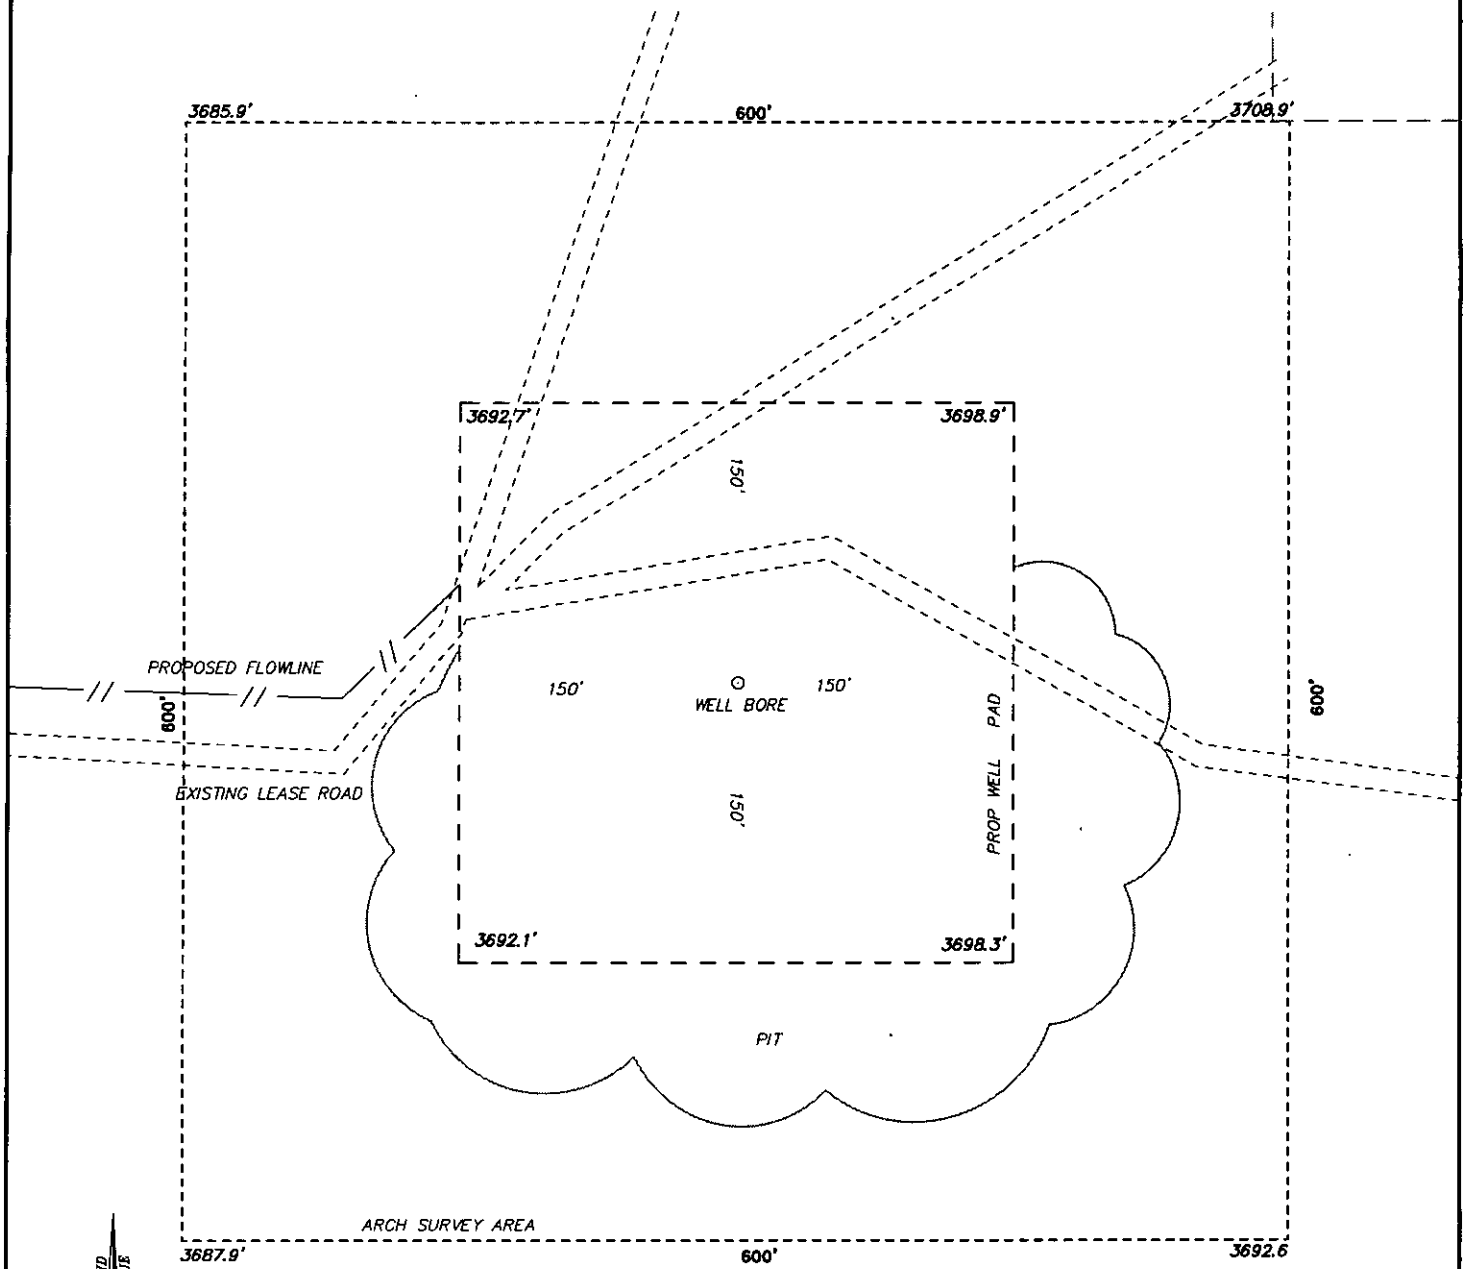 3685.9'
600'
3708.9'
3692.7'
3698.9'
150'
PROPOSED FLOWLINE
600'
150'
WELL BORE
150'
PROP WELL PAD
600'
EXISTING LEASE ROAD
150'
3692.1'
3698.3'
PIT
ARCH SURVEY AREA
3687.9'
600'
3692.6